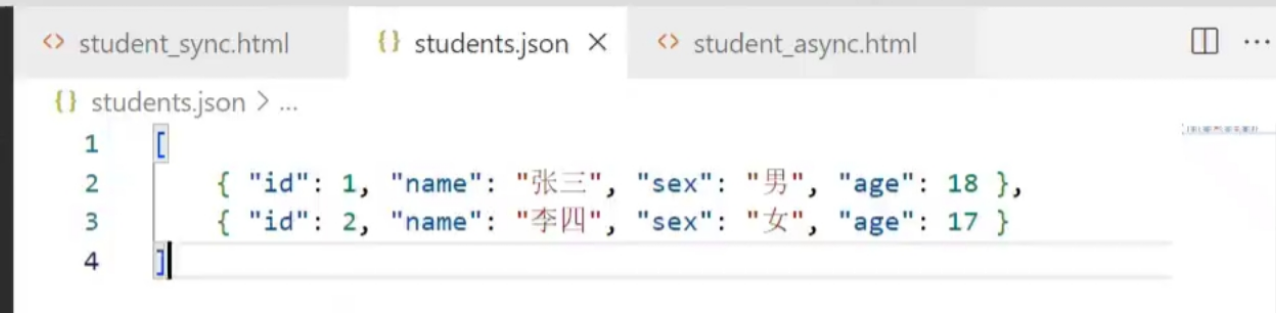 student_sync.html {} students.json × student_async.html ...
{} students.json > ...
1 [
2 { "id": 1, "name": "张三", "sex": "男", "age": 18 },
3 { "id": 2, "name": "李四", "sex": "女", "age": 17 }
4 ]